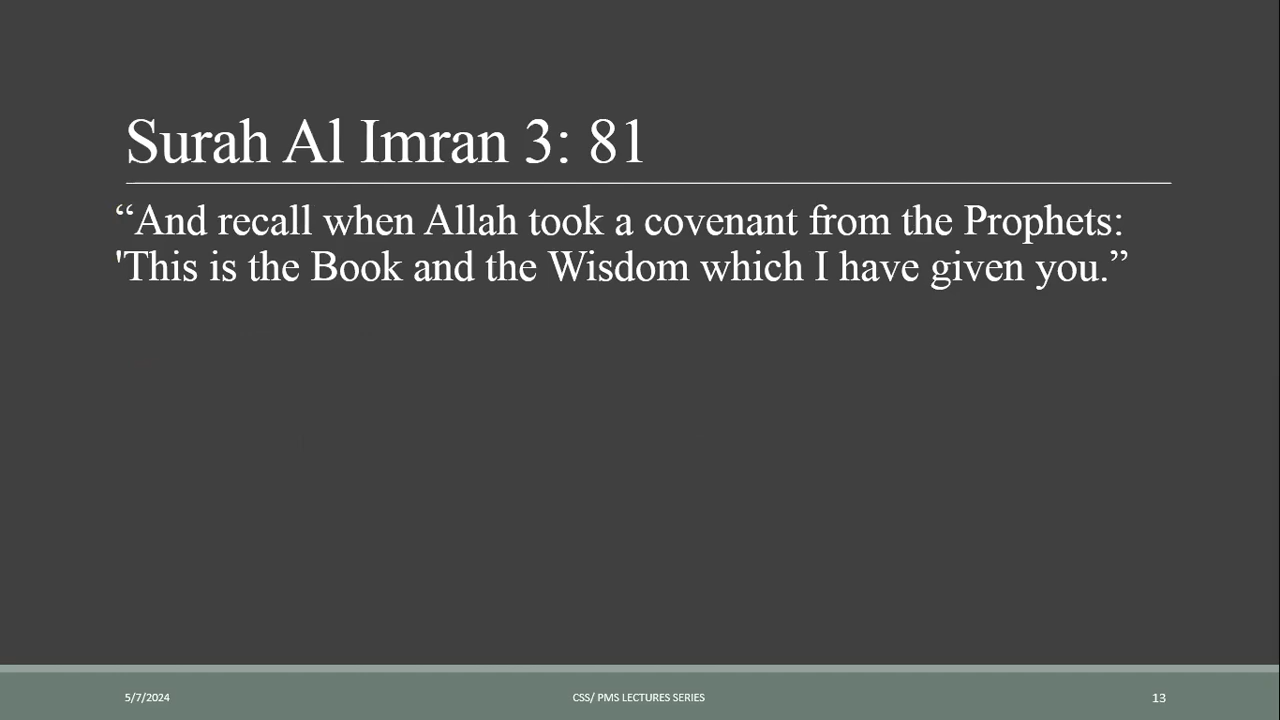 Surah Al Imran 3: 81
“And recall when Allah took a covenant from the Prophets:
'This is the Book and the Wisdom which I have given you.”
5/7/2024
CSS/ PMS LECTURES SERIES
13